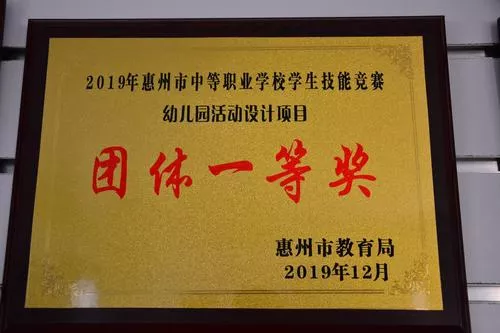 2019年惠州市中等职业学校学生技能竞赛
幼儿园活动设计项目
团体一等奖
惠州市教育局
2019年12月